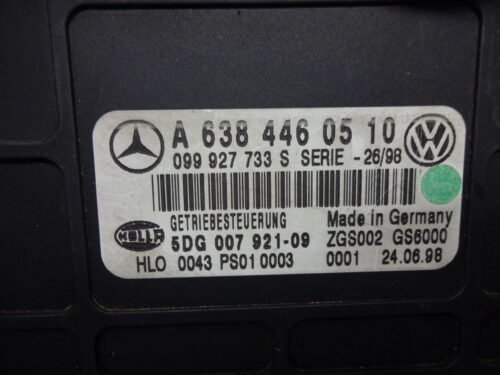 A 638 446 05 10
099 927 733 S SERIE - 26/98
GETRIEBESTEUERUNG Made in Germany
HELLA 5DG 007 921-09 ZGS002 GS6000
HLO 0043 PS01 0003 0001 24.06.98